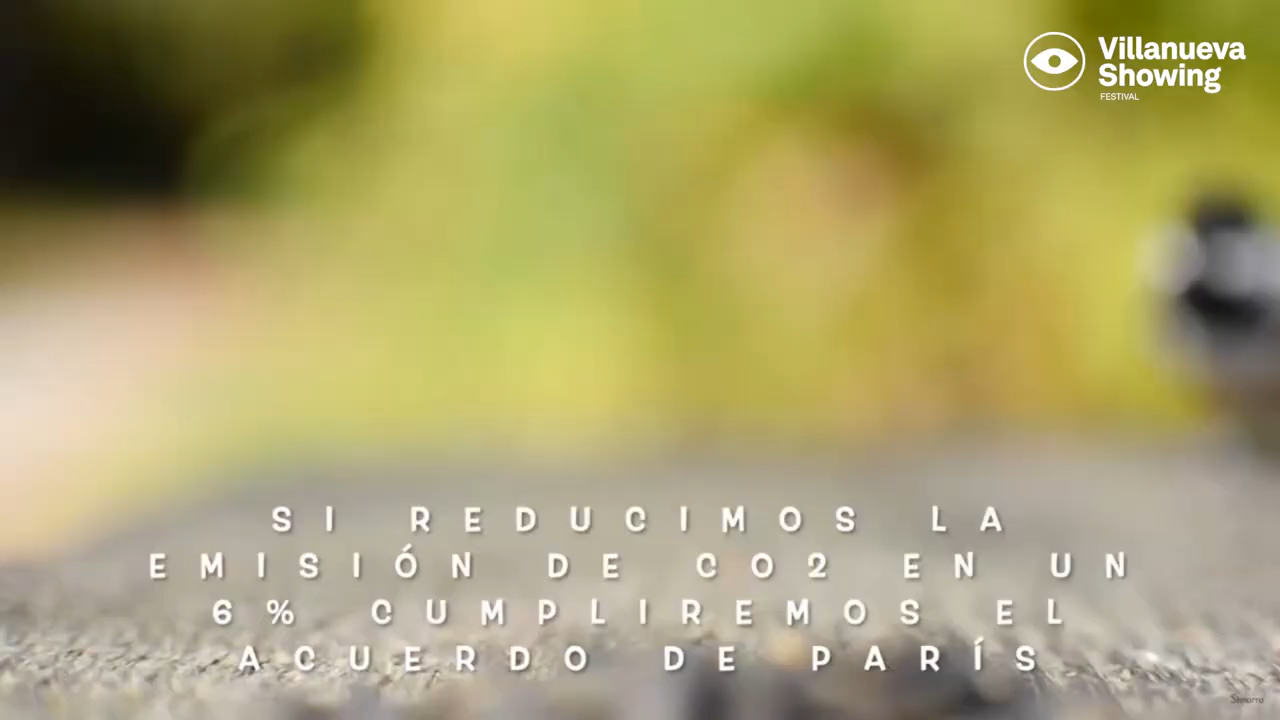 Villanueva
Showing
FESTIVAL
SI REDUCIMOS LA
EMISIÓN DE CO2 EN UN
6% CUMPLIREMOS EL
ACUERDO DE PARÍS